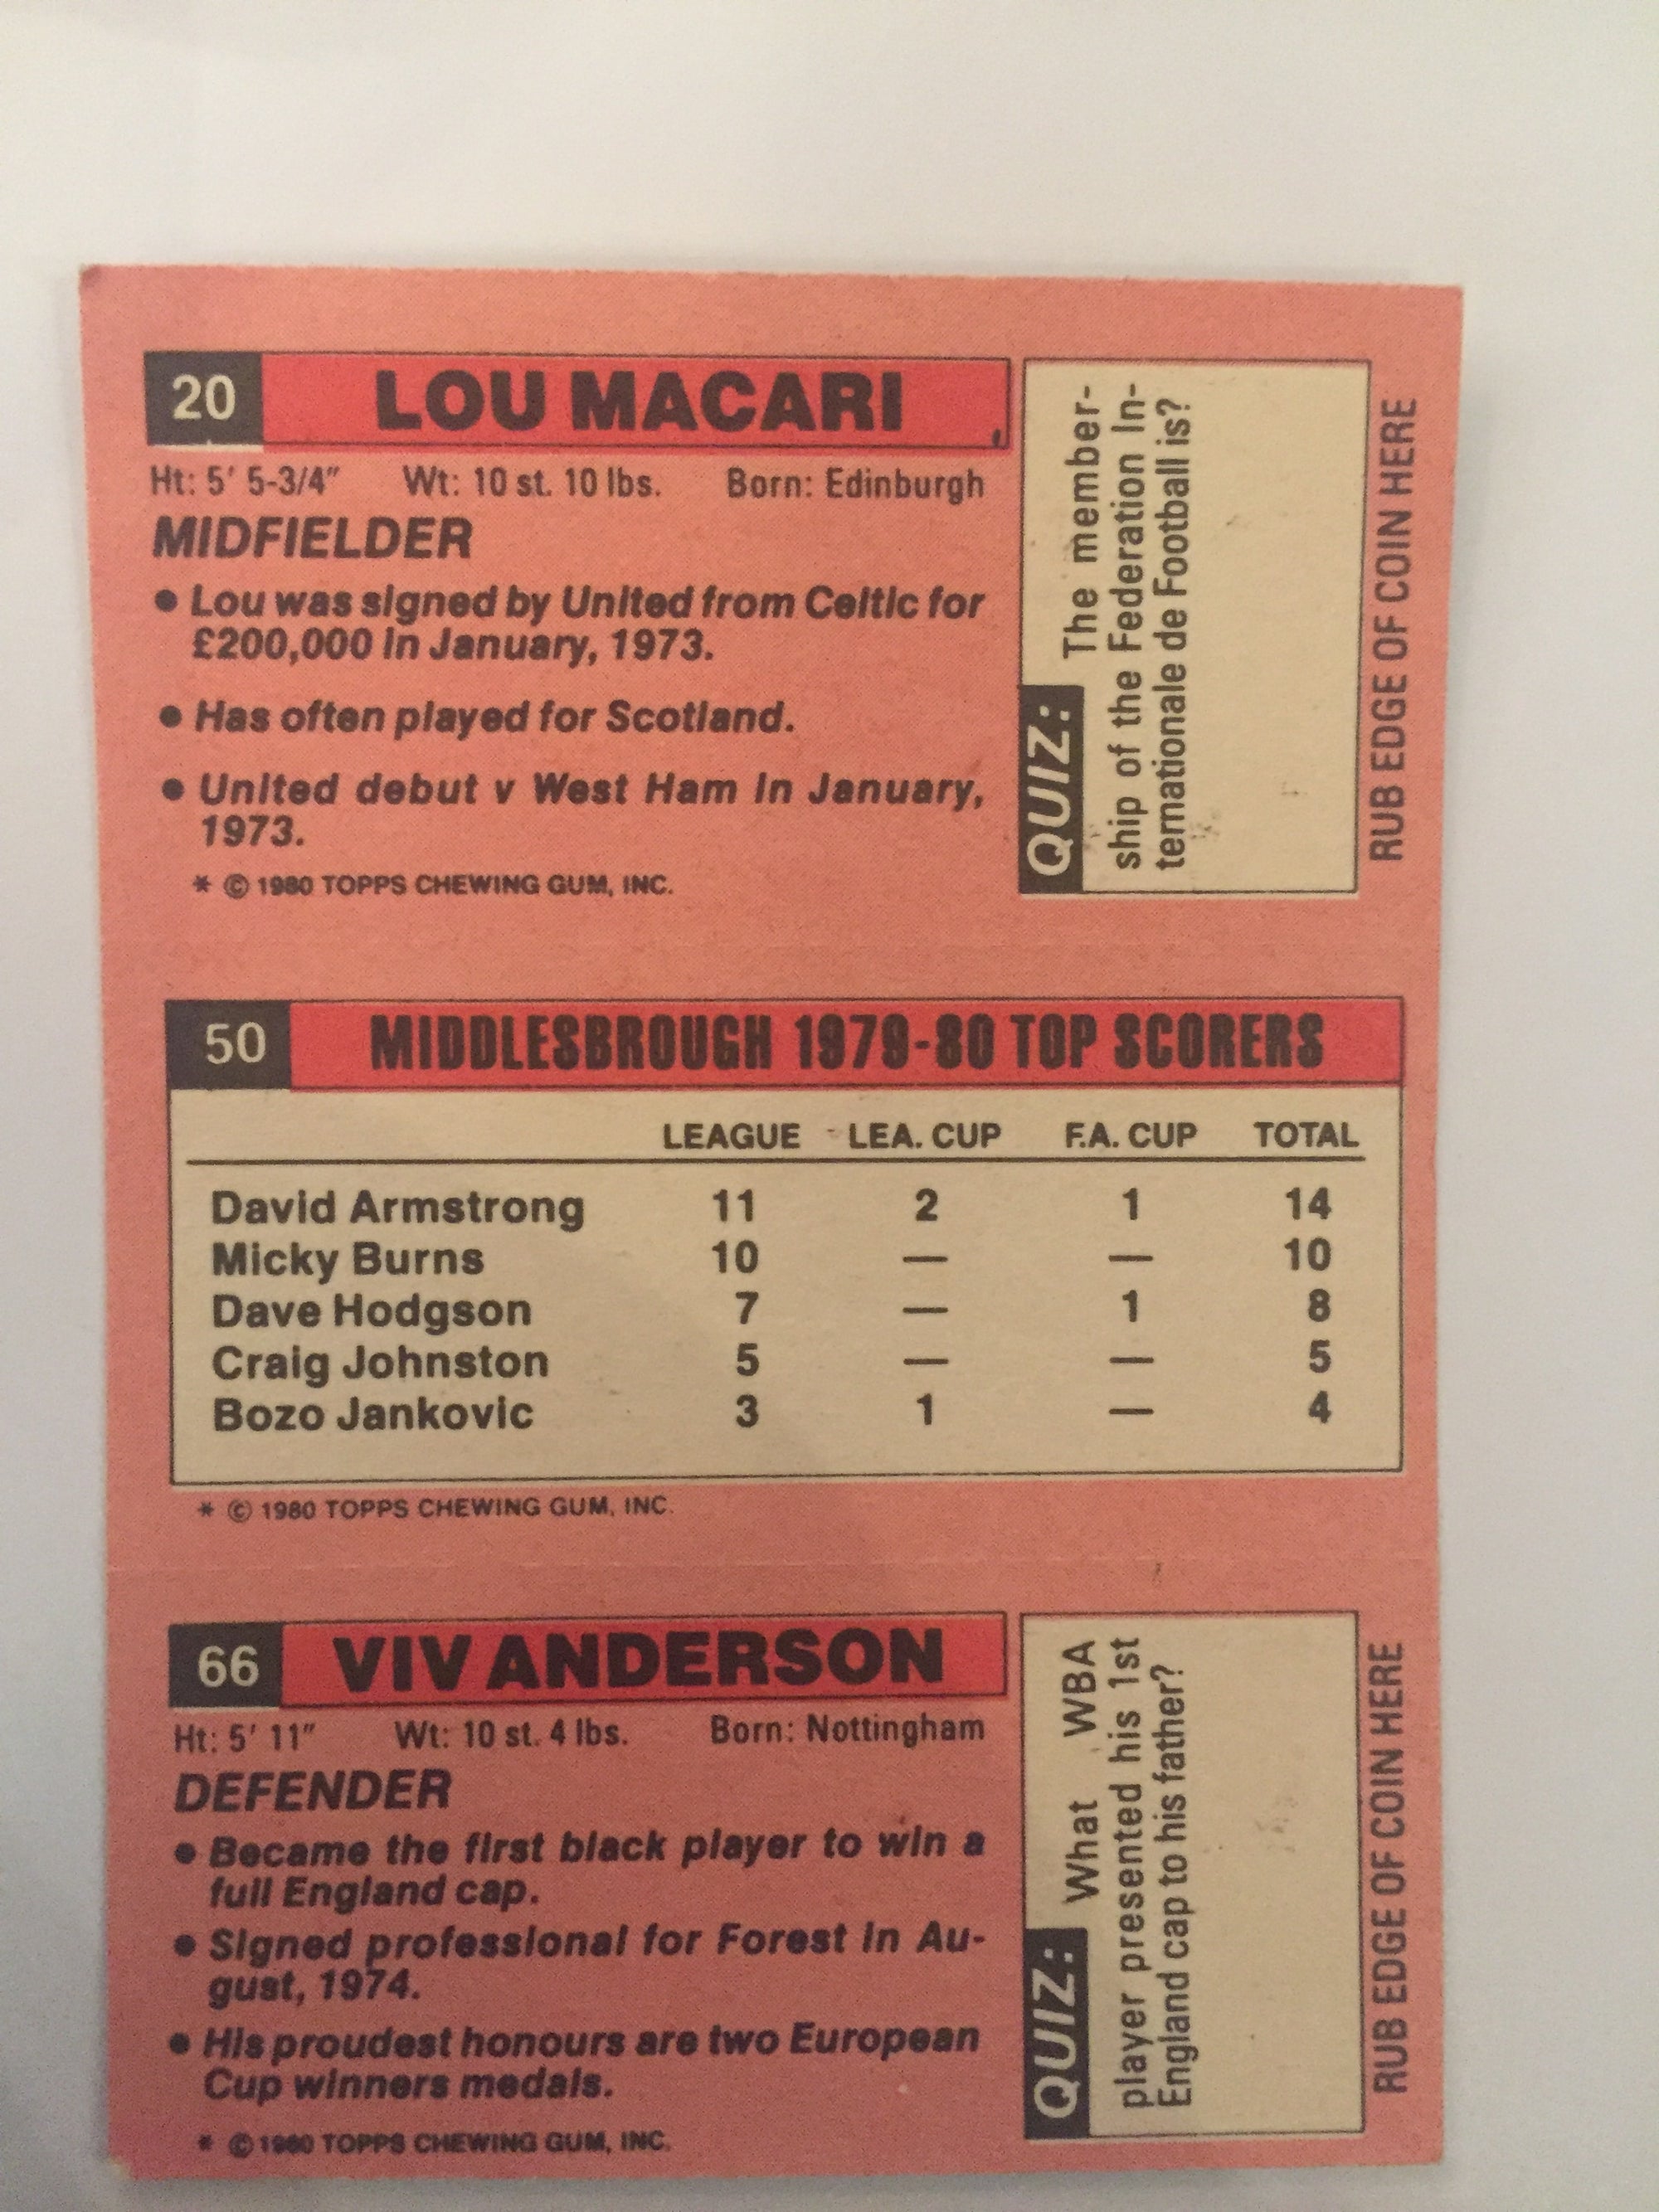 20 LOU MACARI
Ht: 5' 5-3/4" Wt: 10 st. 10 lbs. Born: Edinburgh
MIDFIELDER
● Lou was signed by United from Celtic for
£200,000 in January, 1973.
● Has often played for Scotland.
● United debut v West Ham in January,
1973.
* © 1980 TOPPS CHEWING GUM, INC.
QUIZ: The member-
ship of the Federation In-
ternationale de Football is?
RUB EDGE OF COIN HERE
50 MIDDLESBROUGH 1979-80 TOP SCORERS
LEAGUE LEA. CUP F.A. CUP TOTAL
David Armstrong 11 2 1 14
Micky Burns 10 — — 10
Dave Hodgson 7 — 1 8
Craig Johnston 5 — — 5
Bozo Jankovic 3 1 — 4
* © 1980 TOPPS CHEWING GUM, INC.
66 VIV ANDERSON
Ht: 5' 11" Wt: 10 st. 4 lbs. Born: Nottingham
DEFENDER
● Became the first black player to win a
full England cap.
● Signed professional for Forest in Au-
gust, 1974.
● His proudest honours are two European
Cup winners medals.
* © 1980 TOPPS CHEWING GUM, INC.
QUIZ: What WBA
player presented his 1st
England cap to his father?
RUB EDGE OF COIN HERE